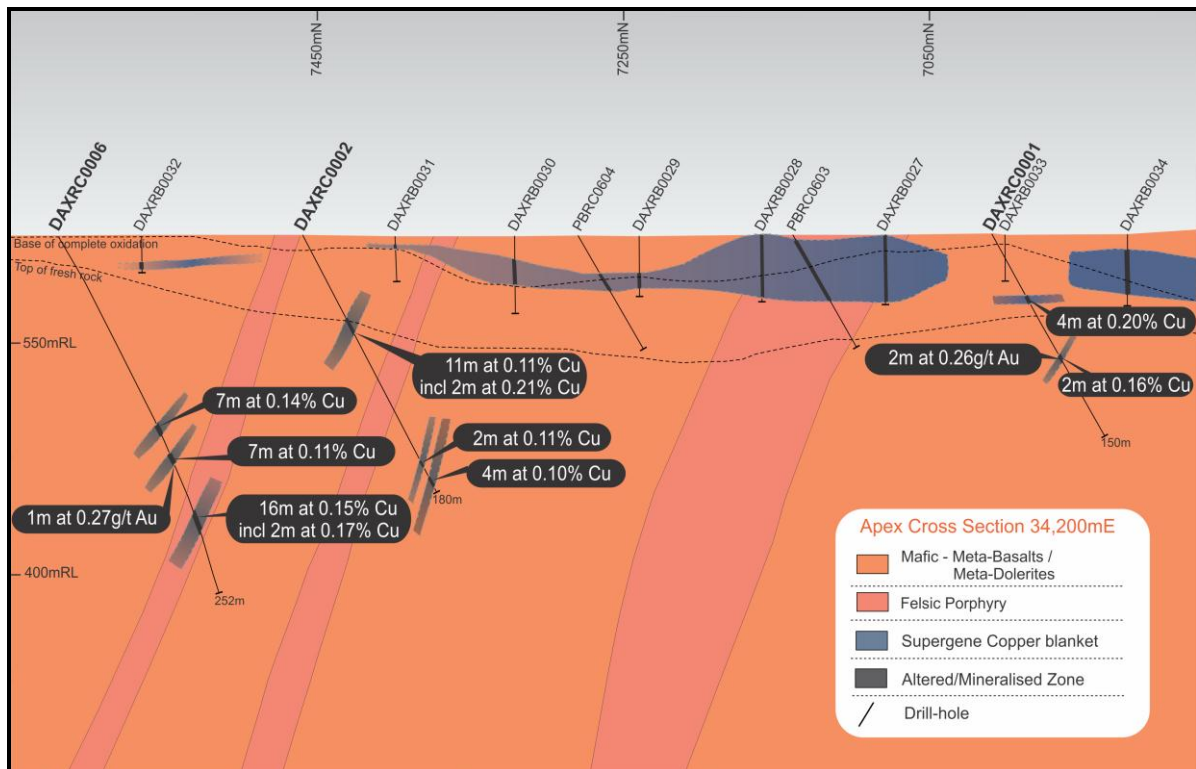 7450mN
7250mN
7050mN
DAXRC0006
DAXRB0032
DAXRC0002
DAXRB0031
DAXRB0030
PBRC0604
DAXRB0029
DAXRB0028
PBRC0603
DAXRB0027
DAXRC0001
DAXRB0033
DAXRB0034
Base of complete oxidation
Top of fresh rock
550mRL
400mRL
4m at 0.20% Cu
11m at 0.11% Cu
incl 2m at 0.21% Cu
2m at 0.26g/t Au
2m at 0.16% Cu
7m at 0.14% Cu
7m at 0.11% Cu
2m at 0.11% Cu
4m at 0.10% Cu
150m
180m
1m at 0.27g/t Au
16m at 0.15% Cu
incl 2m at 0.17% Cu
252m
Apex Cross Section 34,200mE
Mafic - Meta-Basalts /
Meta-Dolerites
Felsic Porphyry
Supergene Copper blanket
Altered/Mineralised Zone
Drill-hole